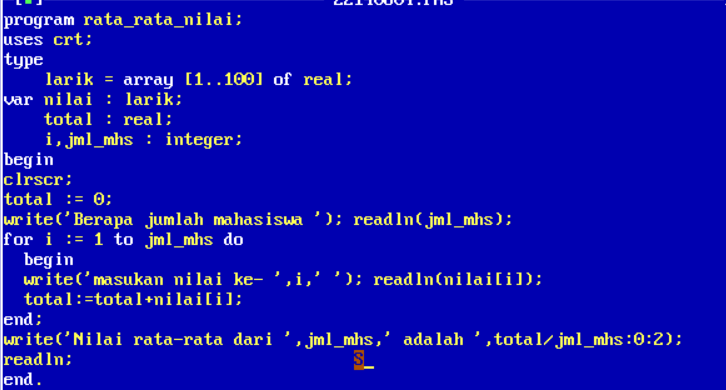 program rata_rata_nilai;
uses crt;
type
     larik = array [1..100] of real;
var nilai : larik;
    total : real;
    i,jml_mhs : integer;
begin
clrscr;
total := 0;
write('Berapa jumlah mahasiswa '); readln(jml_mhs);
for i := 1 to jml_mhs do
  begin
  write('masukan nilai ke- ',i,' '); readln(nilai[i]);
  total:=total+nilai[i];
end;
write('Nilai rata-rata dari ',jml_mhs,' adalah ',total/jml_mhs:0:2);
readln;                            S_
end.